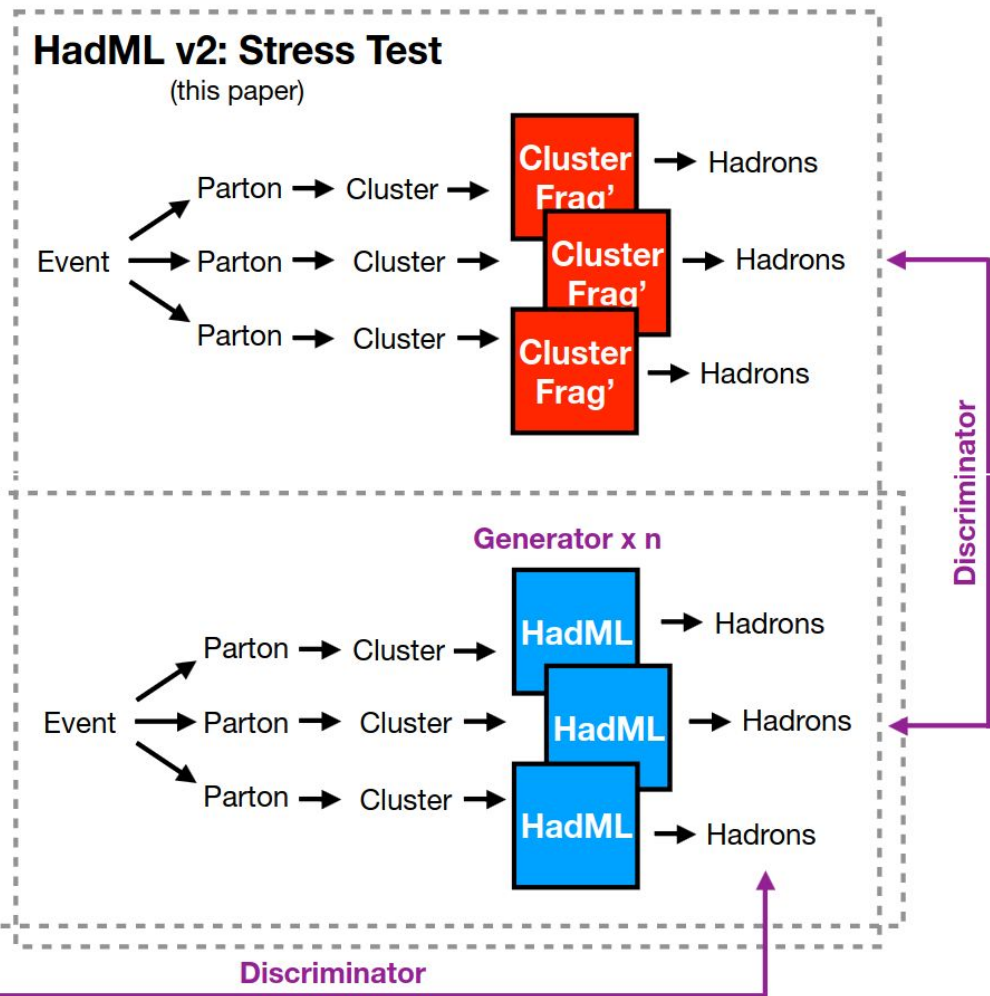 HadML v2: Stress Test
(this paper)
Parton Cluster Cluster Frag' Hadrons
Event Parton Cluster Cluster Frag' Hadrons
Parton Cluster Cluster Frag' Hadrons
Discriminator
Generator x n
Parton Cluster HadML Hadrons
Event Parton Cluster HadML Hadrons
Parton Cluster HadML Hadrons
Discriminator